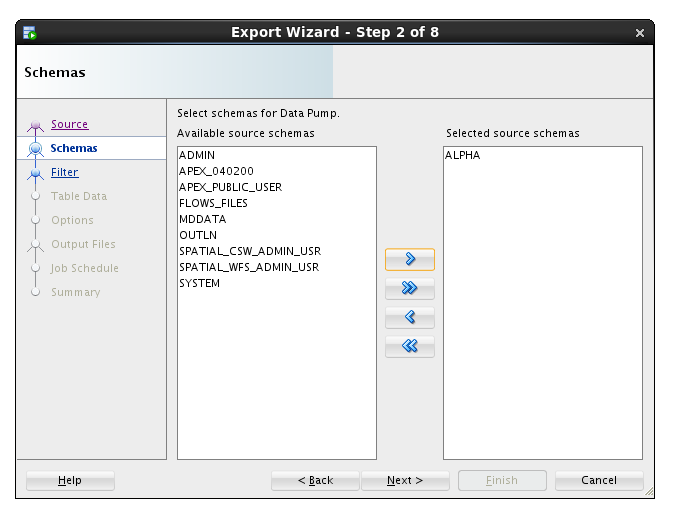 Export Wizard - Step 2 of 8
Schemas
Source
Schemas
Filter
Table Data
Options
Output Files
Job Schedule
Summary
Select schemas for Data Pump.
Available source schemas
ADMIN
APEX_040200
APEX_PUBLIC_USER
FLOWS_FILES
MDDATA
OUTLN
SPATIAL_CSW_ADMIN_USR
SPATIAL_WFS_ADMIN_USR
SYSTEM
Selected source schemas
ALPHA
Help
< Back
Next >
Finish
Cancel